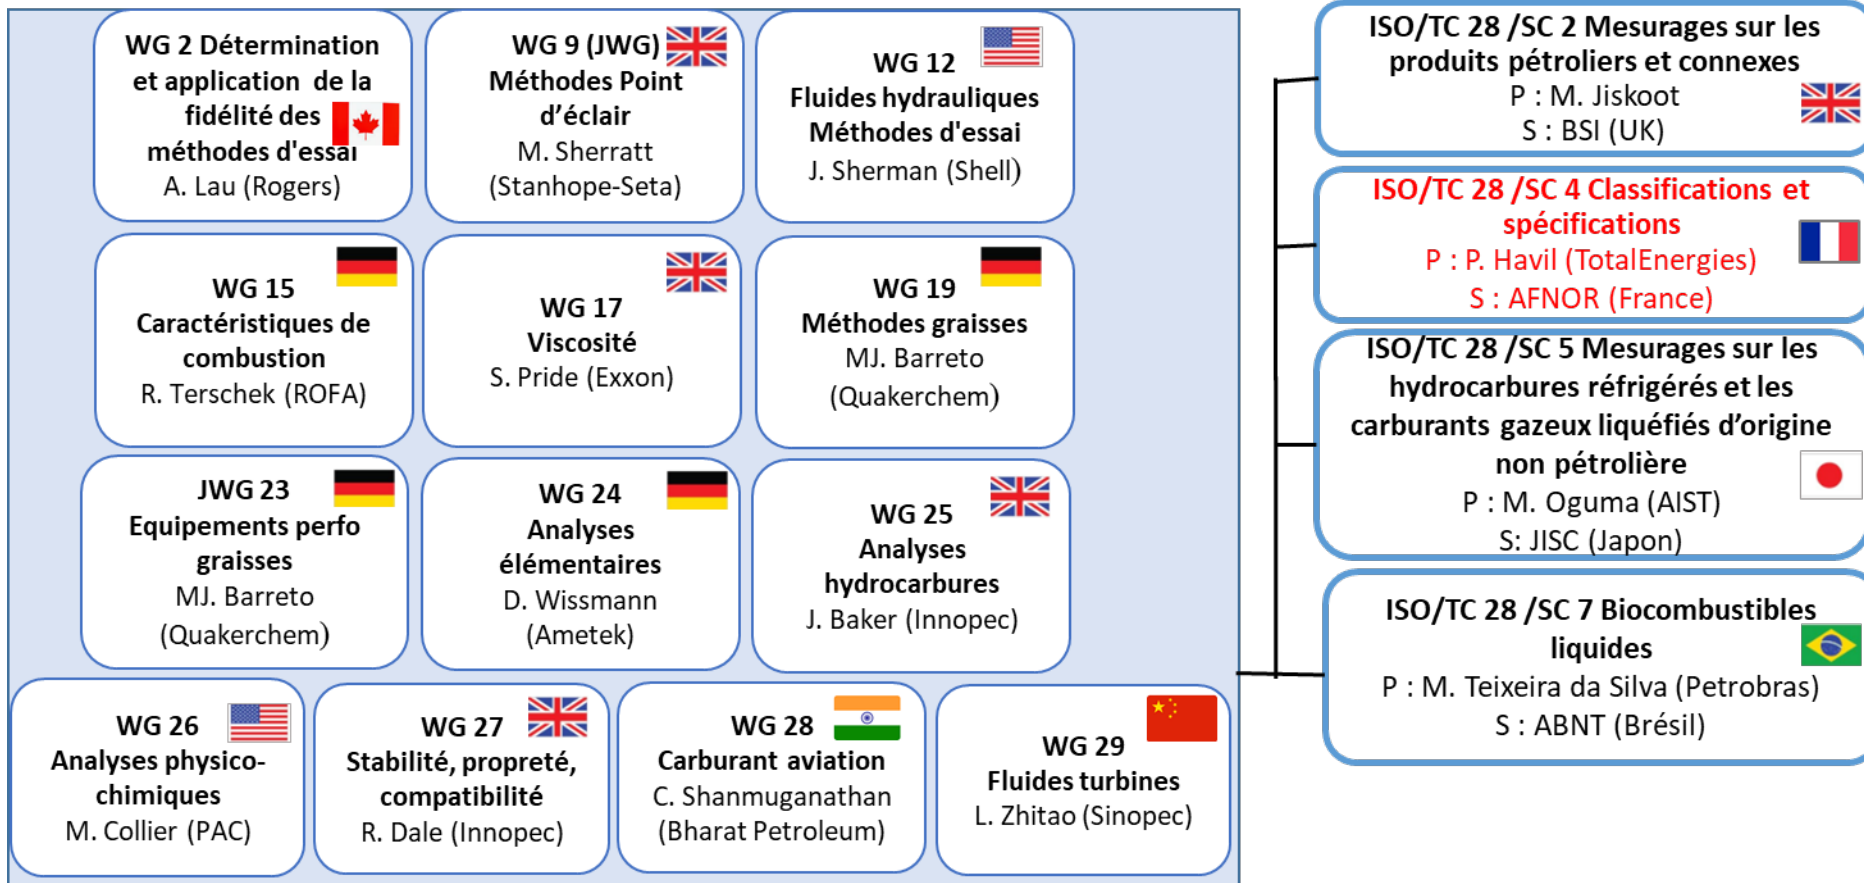 WG 2 Détermination
et application de la
fidélité des
méthodes d'essai
A. Lau (Rogers)
WG 9 (JWG)
Méthodes Point
d’éclair
M. Sherratt
(Stanhope-Seta)
WG 12
Fluides hydrauliques
Méthodes d'essai
J. Sherman (Shell)
WG 15
Caractéristiques de
combustion
R. Terschek (ROFA)
WG 17
Viscosité
S. Pride (Exxon)
WG 19
Méthodes graisses
MJ. Barreto
(Quakerchem)
JWG 23
Equipements perfo
graisses
MJ. Barreto
(Quakerchem)
WG 24
Analyses
élémentaires
D. Wissmann
(Ametek)
WG 25
Analyses
hydrocarbures
J. Baker (Innopec)
WG 26
Analyses physico-
chimiques
M. Collier (PAC)
WG 27
Stabilité, propreté,
compatibilité
R. Dale (Innopec)
WG 28
Carburant aviation
C. Shanmuganathan
(Bharat Petroleum)
WG 29
Fluides turbines
L. Zhitao (Sinopec)
ISO/TC 28 /SC 2 Mesurages sur les
produits pétroliers et connexes
P : M. Jiskoot
S : BSI (UK)
ISO/TC 28 /SC 4 Classifications et
spécifications
P : P. Havil (TotalEnergies)
S : AFNOR (France)
ISO/TC 28 /SC 5 Mesurages sur les
hydrocarbures réfrigérés et les
carburants gazeux liquéfiés d’origine
non pétrolière
P : M. Oguma (AIST)
S: JISC (Japon)
ISO/TC 28 /SC 7 Biocombustibles
liquides
P : M. Teixeira da Silva (Petrobras)
S : ABNT (Brésil)